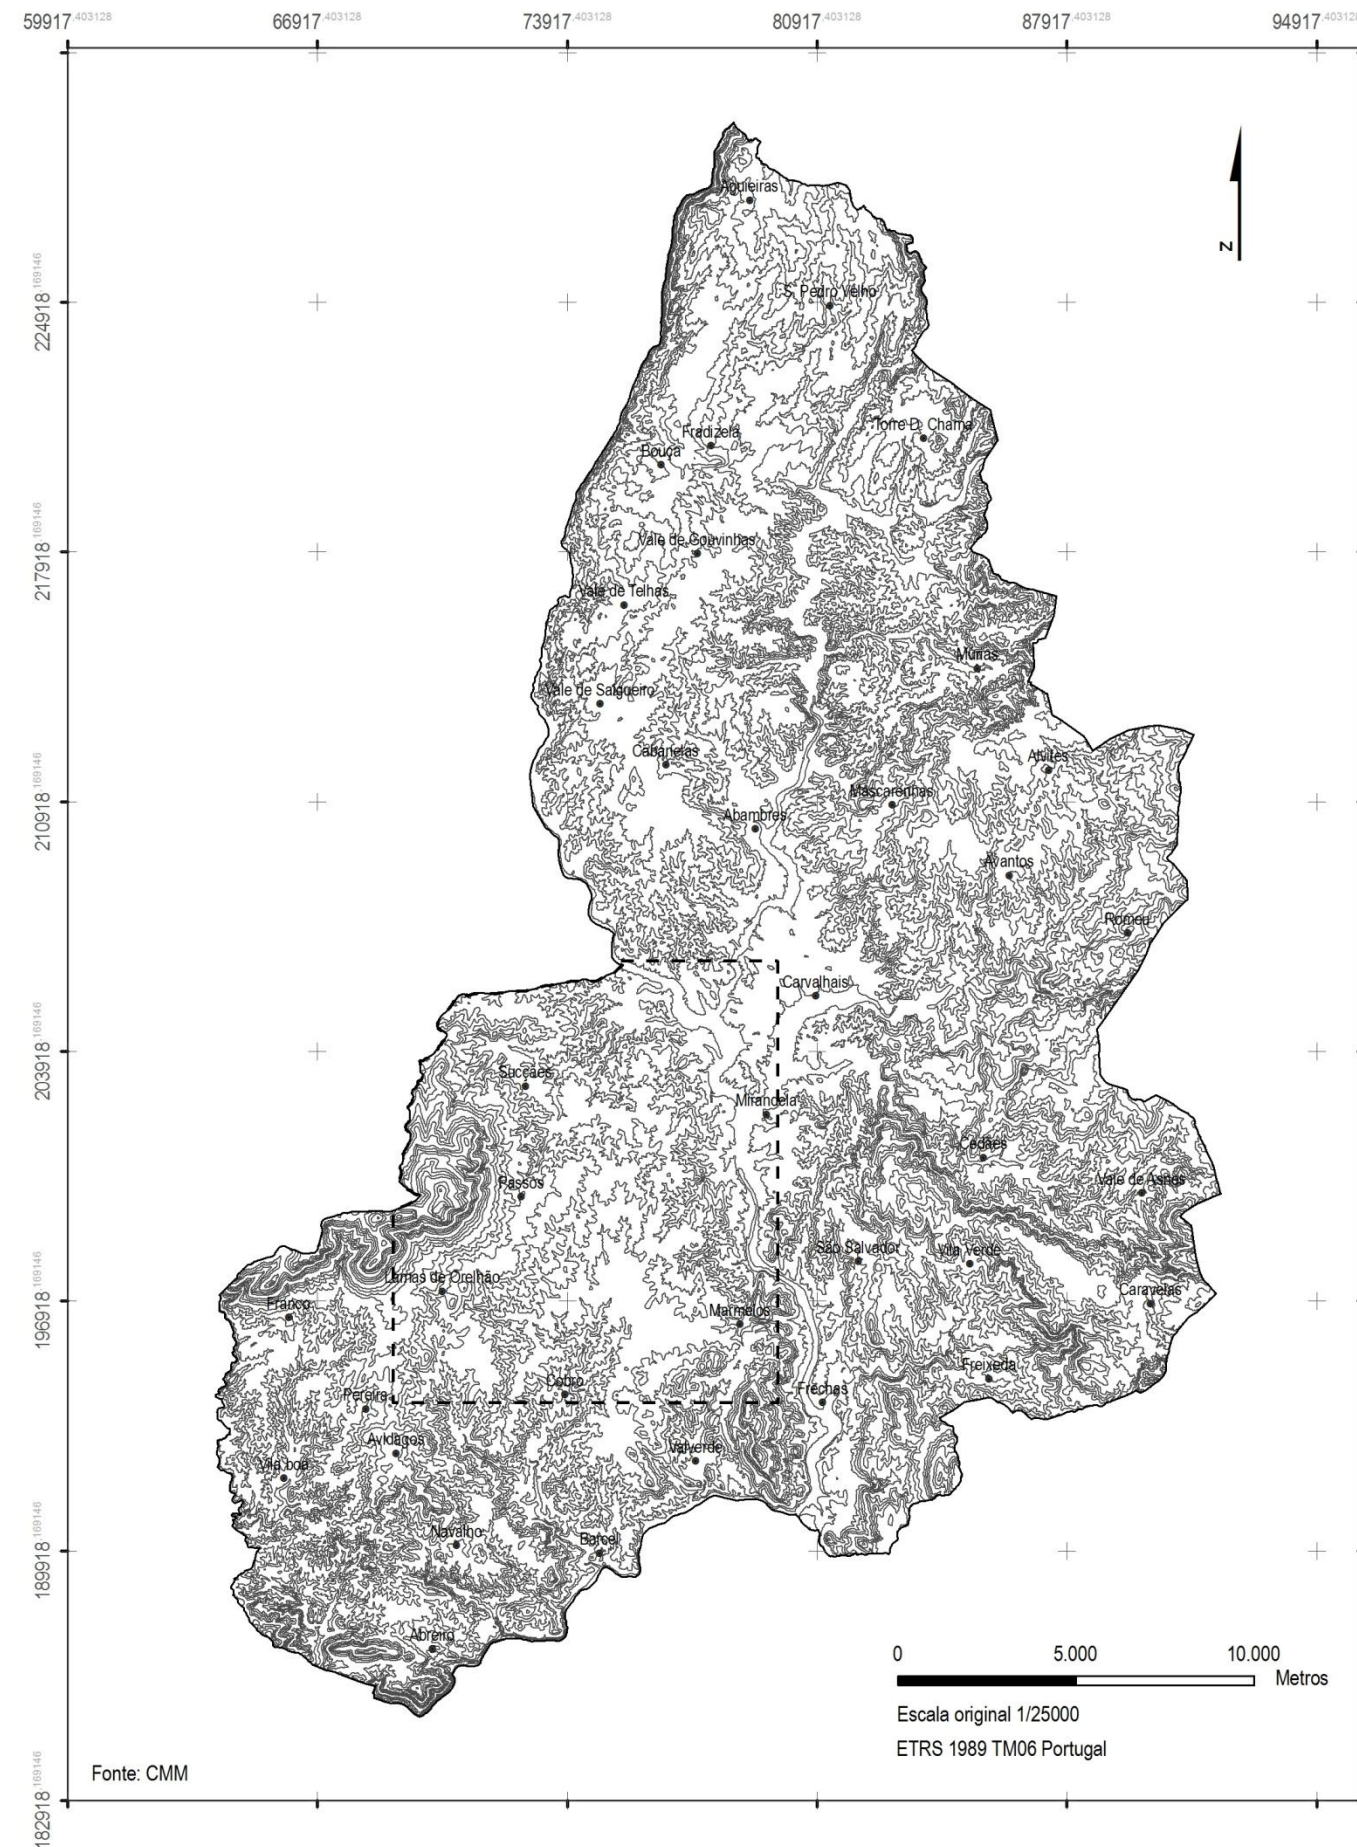 59917.403128 66917.403128 73917.403128 80917.403128 87917.403128 94917.403128
Aguieiras
N
S. Pedro Velho
224918.169146
Torre D. Chama
Fradizela
Bouça
217918.169146
Vale de Gouvinhas
Vale de Telhas
Múrias
Vale de Salgueiro
Cabanelas
Alvites
210918.169146
Mascarenhas
Abambres
Avantos
Romeu
Carvalhais
203918.169146
Sucçães
Mirandela
Cedães
Vale de Asnes
Passos
São Salvador
Vila Verde
Lamas de Orelhão
Caravelas
196918.169146
Franco
Marmelos
Freixeda
Cobro
Fréchas
Pereira
Avidagos
Valverde
Vila boa
Navalho
Barcel
189918.169146
Abreiro
0 5.000 10.000
Metros
Escala original 1/25000
ETRS 1989 TM06 Portugal
Fonte: CMM
182918.169146